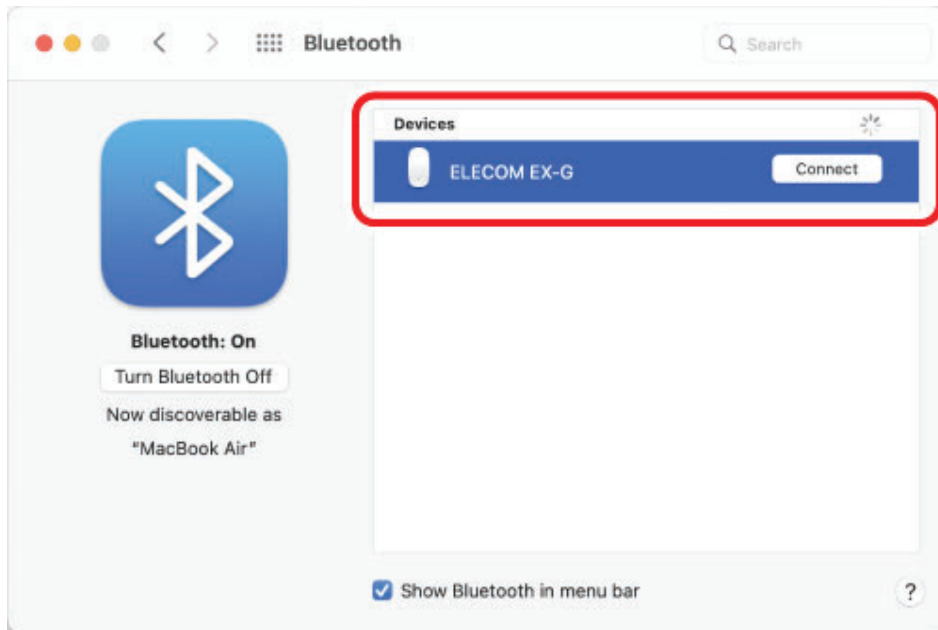 Bluetooth
Search
Devices
ELECOM EX-G
Connect
Bluetooth: On
Turn Bluetooth Off
Now discoverable as
"MacBook Air"
Show Bluetooth in menu bar
?